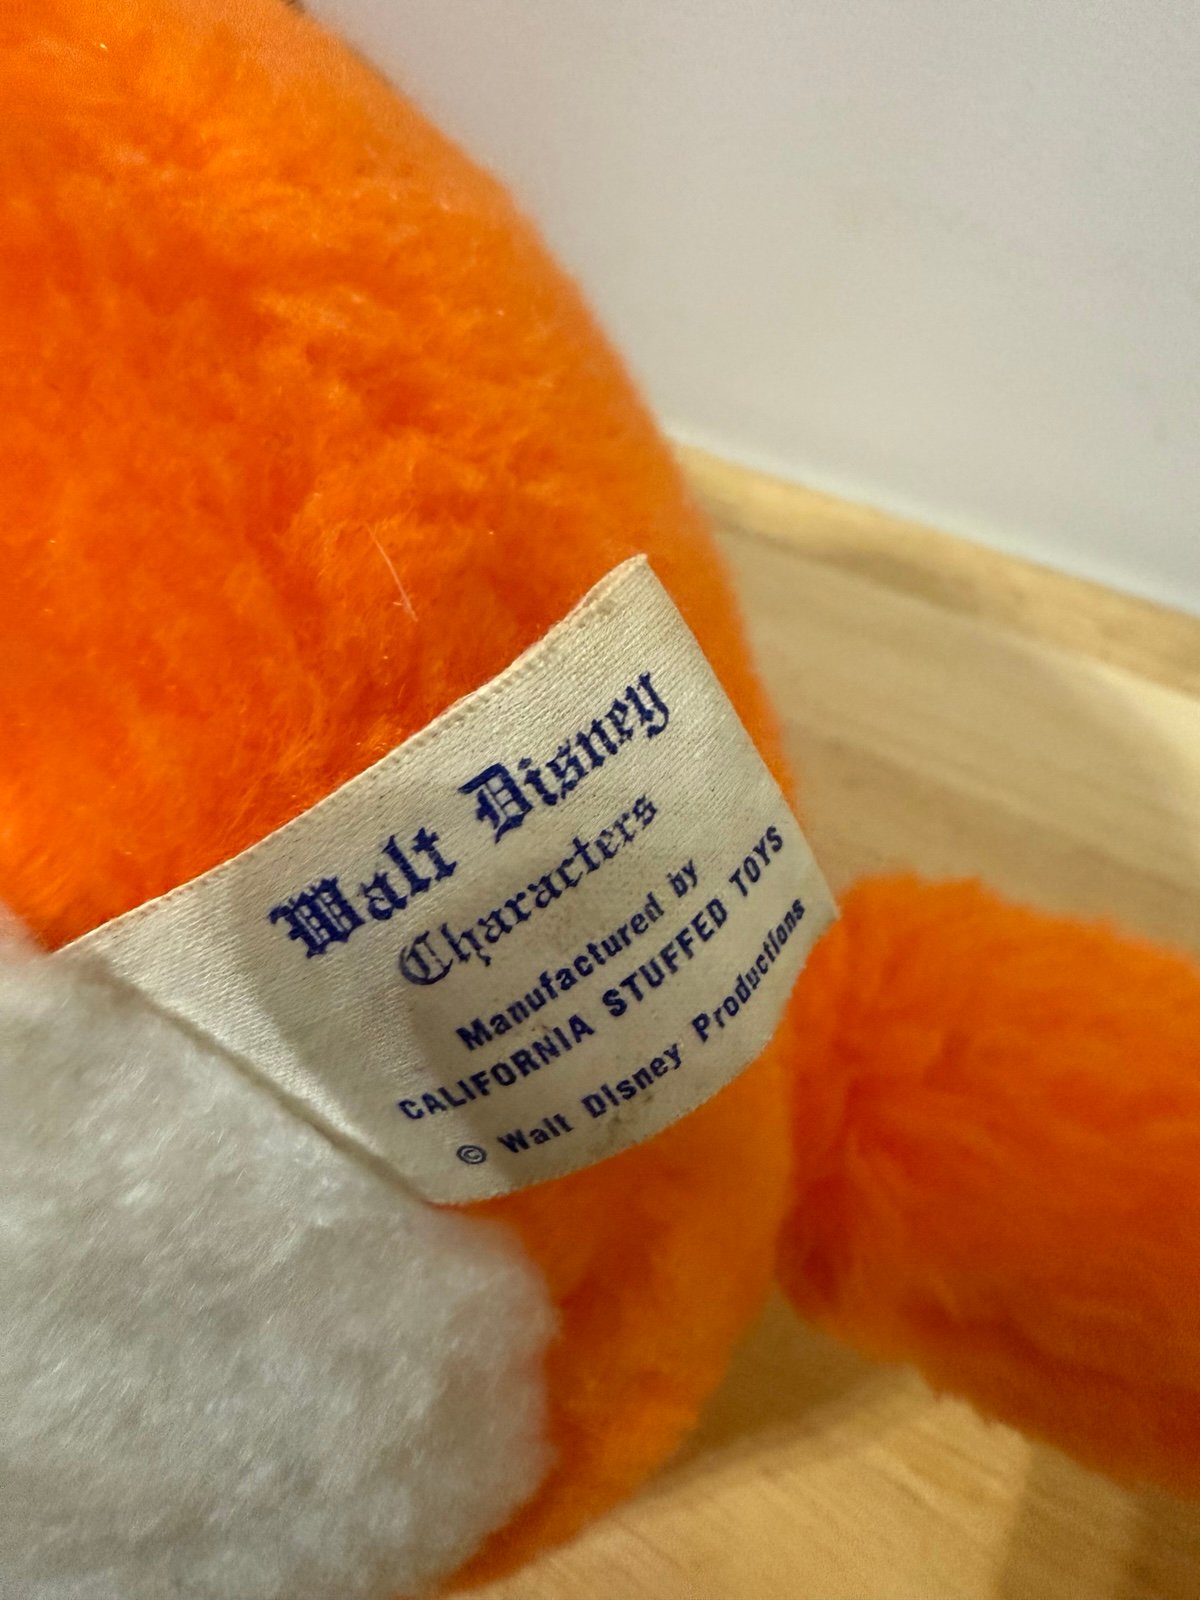 Walt Disney
Characters
Manufactured by
CALIFORNIA STUFFED TOYS
© Walt Disney Productions